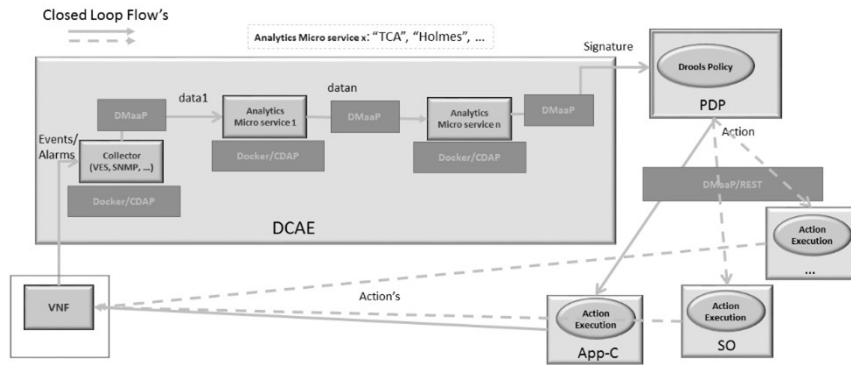 Closed Loop Flow's
Analytics Micro service x: "TCA", "Holmes", ...
Signature
Drools Policy
PDP
data1
datan
DMaaP
Analytics
Micro service 1
DMaaP
Analytics
Micro service n
DMaaP
Events/
Alarms
Collector
(VES, SNMP, ...)
Docker/CDAP
Docker/CDAP
Docker/CDAP
DCAE
Action
DMaaP/REST
Action
Execution
...
VNF
Action's
Action
Execution
App-C
Action
Execution
SO